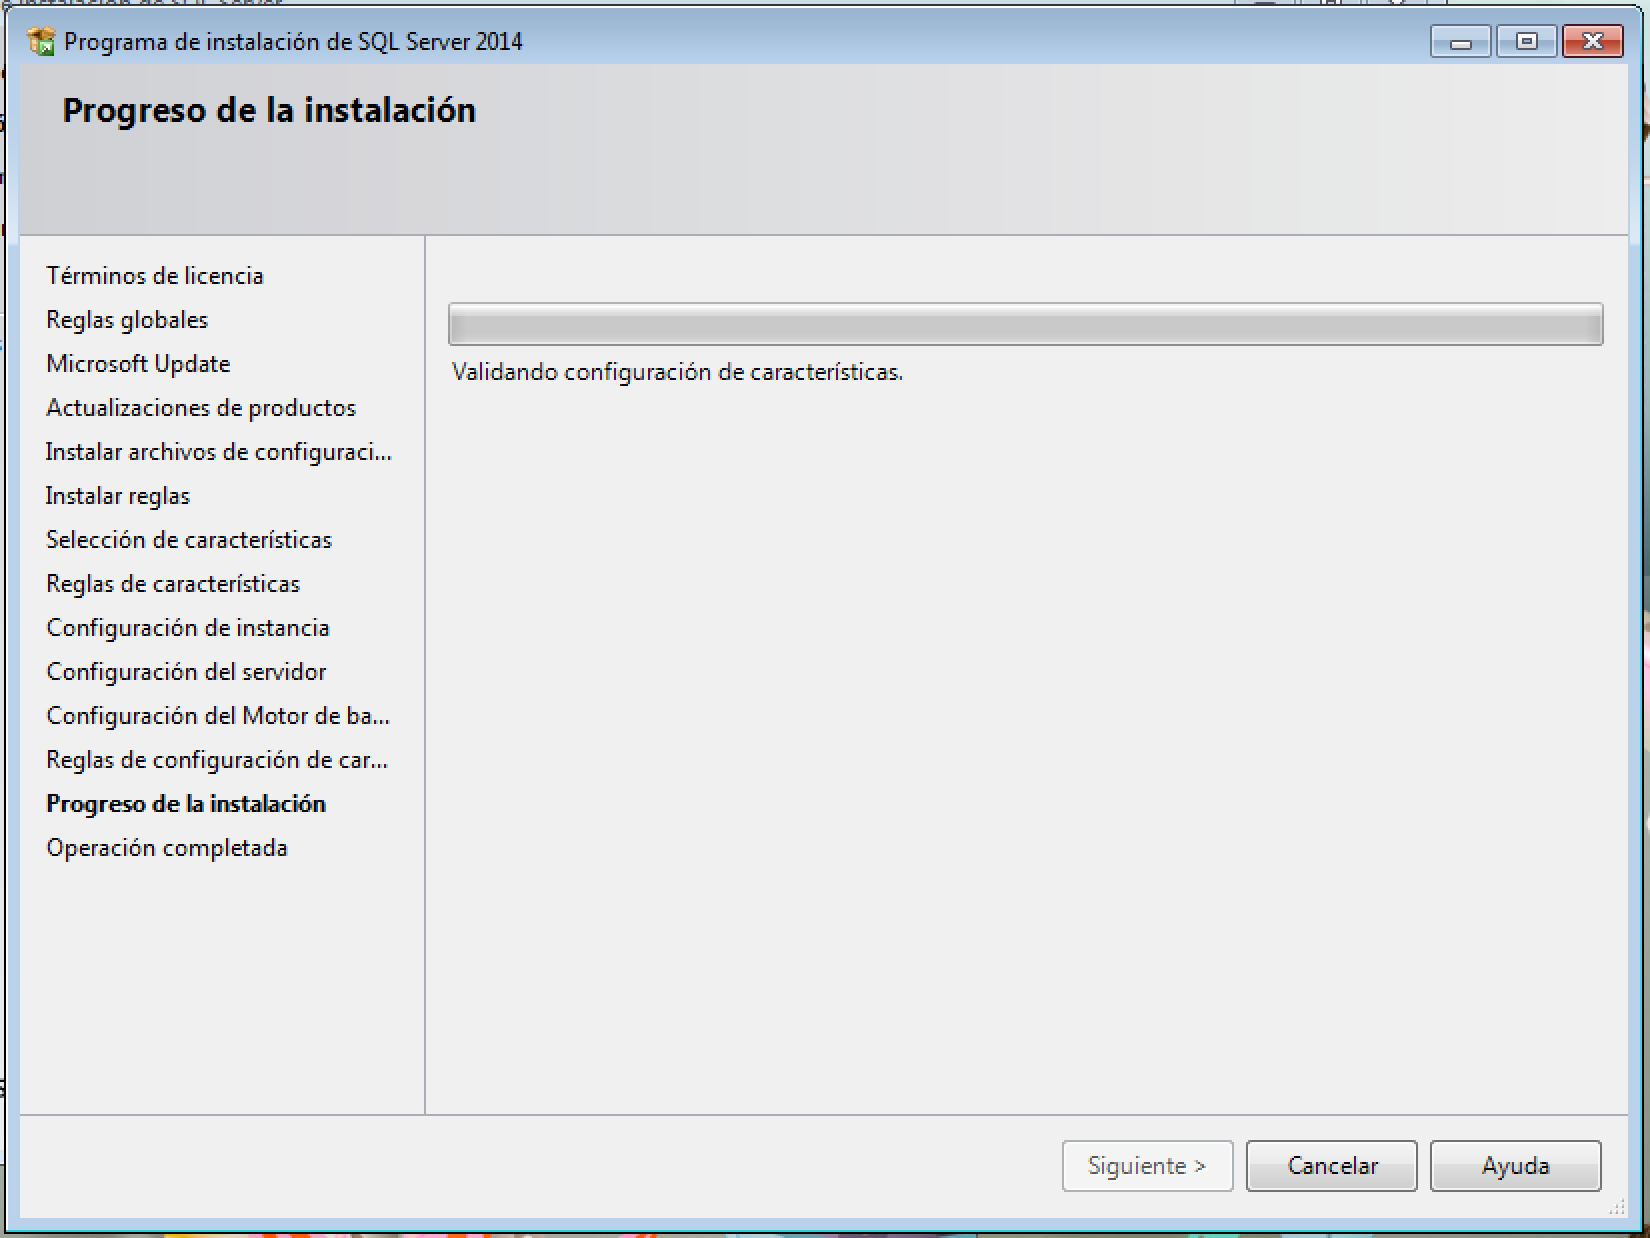 Programa de instalación de SQL Server 2014
Progreso de la instalación
Términos de licencia
Reglas globales
Microsoft Update
Actualizaciones de productos
Instalar archivos de configuraci...
Instalar reglas
Selección de características
Reglas de características
Configuración de instancia
Configuración del servidor
Configuración del Motor de ba...
Reglas de configuración de car...
Progreso de la instalación
Operación completada
Validando configuración de características.
Siguiente >
Cancelar
Ayuda